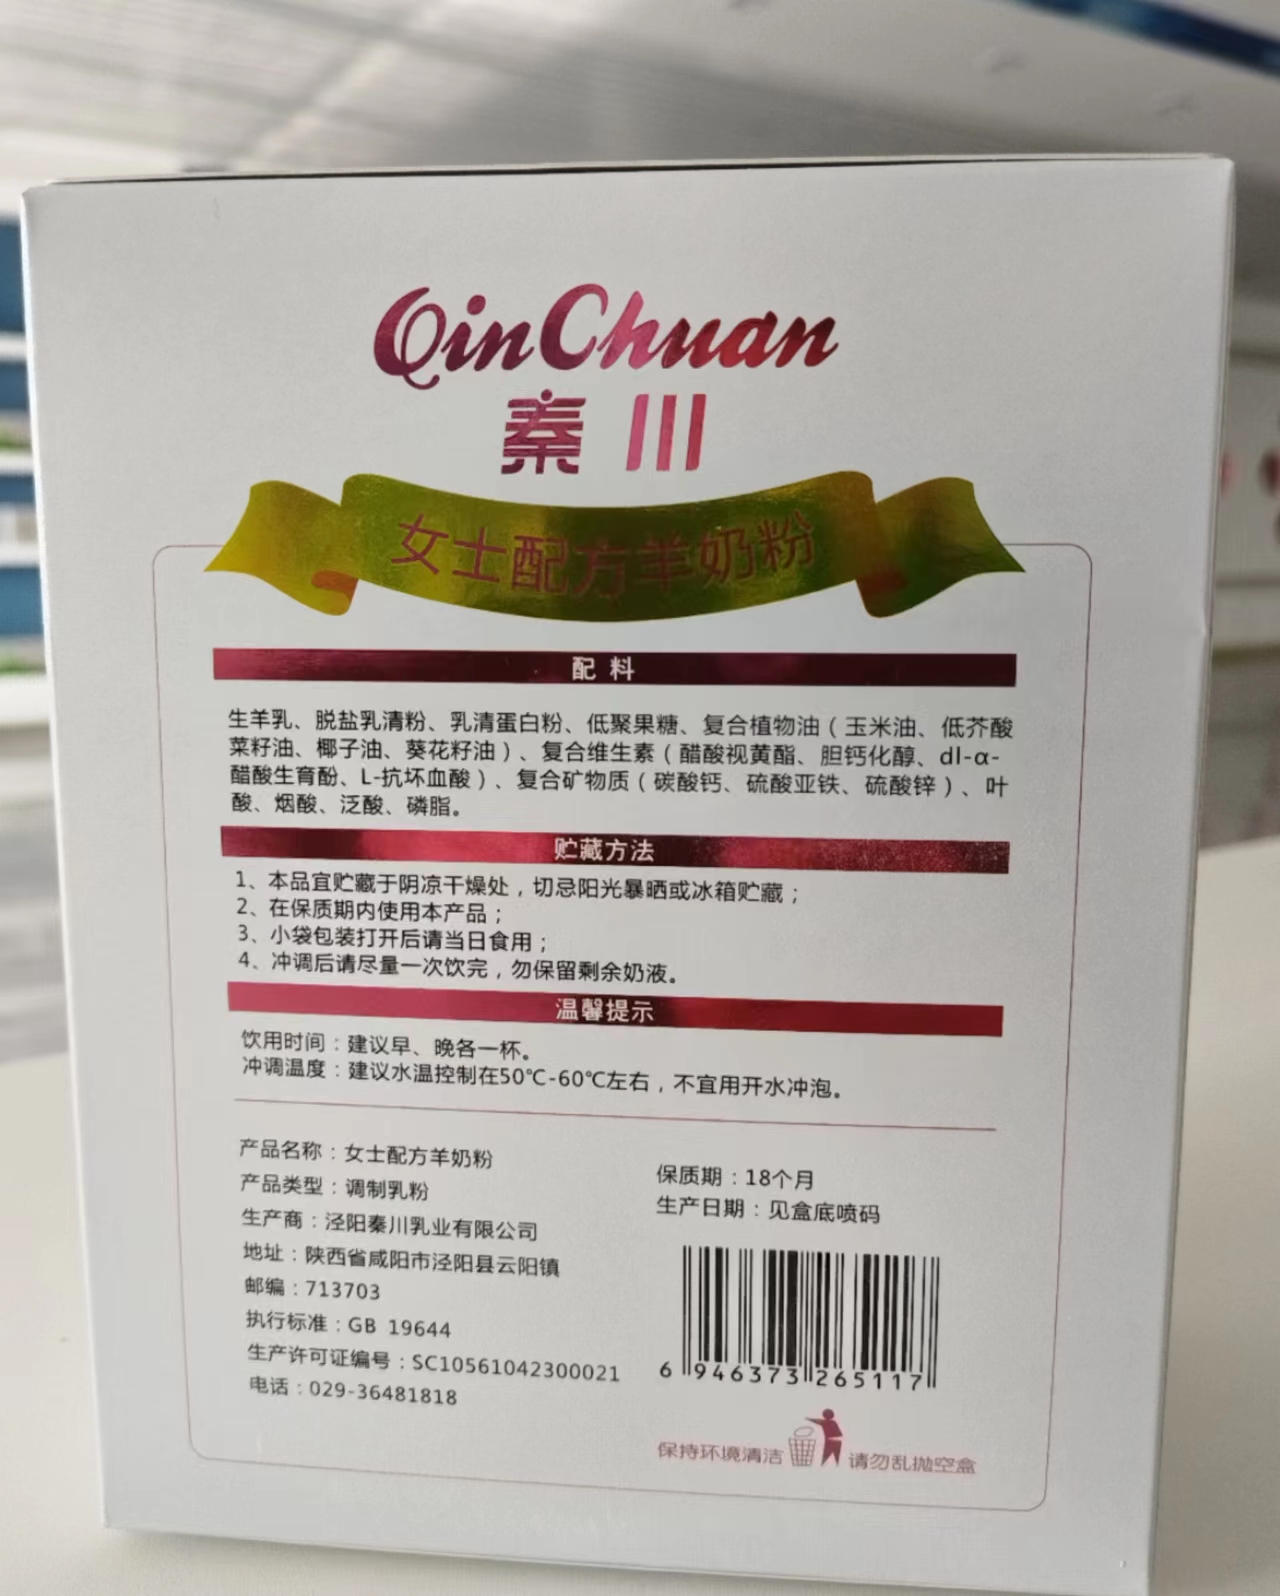 QinChuan
秦川
女士配方羊奶粉
配料
生羊乳、脱盐乳清粉、乳清蛋白粉、低聚果糖、复合植物油（玉米油、低芥酸
菜籽油、椰子油、葵花籽油）、复合维生素（醋酸视黄酯、胆钙化醇、dl-α-
醋酸生育酚、L-抗坏血酸）、复合矿物质（碳酸钙、硫酸亚铁、硫酸锌）、叶
酸、烟酸、泛酸、磷脂。
贮藏方法
1、本品宜贮藏于阴凉干燥处，切忌阳光暴晒或冰箱贮藏；
2、在保质期内使用本产品；
3、小袋包装打开后请当日食用；
4、冲调后请尽量一次饮完，勿保留剩余奶液。
温馨提示
饮用时间：建议早、晚各一杯。
冲调温度：建议水温控制在50℃-60℃左右，不宜用开水冲泡。
产品名称：女士配方羊奶粉
产品类型：调制乳粉
生产商：泾阳秦川乳业有限公司
地址：陕西省咸阳市泾阳县云阳镇
邮编：713703
执行标准：GB 19644
生产许可证编号：SC10561042300021
电话：029-36481818
保质期：18个月
生产日期：见盒底喷码
6 946373 265117
保持环境清洁 请勿乱抛空盒